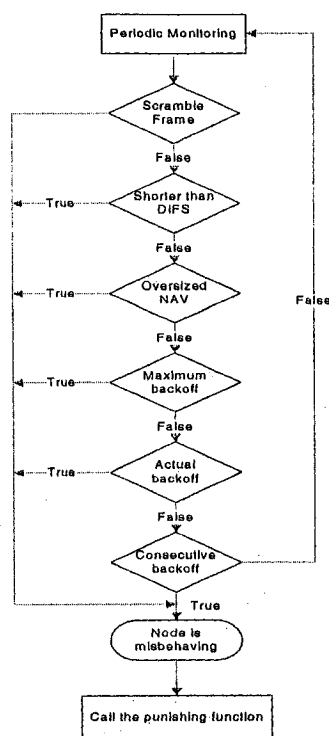 Periodic Monitoring
Scramble
Frame
False
Shorter than
DIFS
True
False
Oversized
NAV
True
False
False
Maximum
backoff
True
False
Actual
backoff
True
False
Consecutive
backoff
True
Node is
misbehaving
Call the punishing function